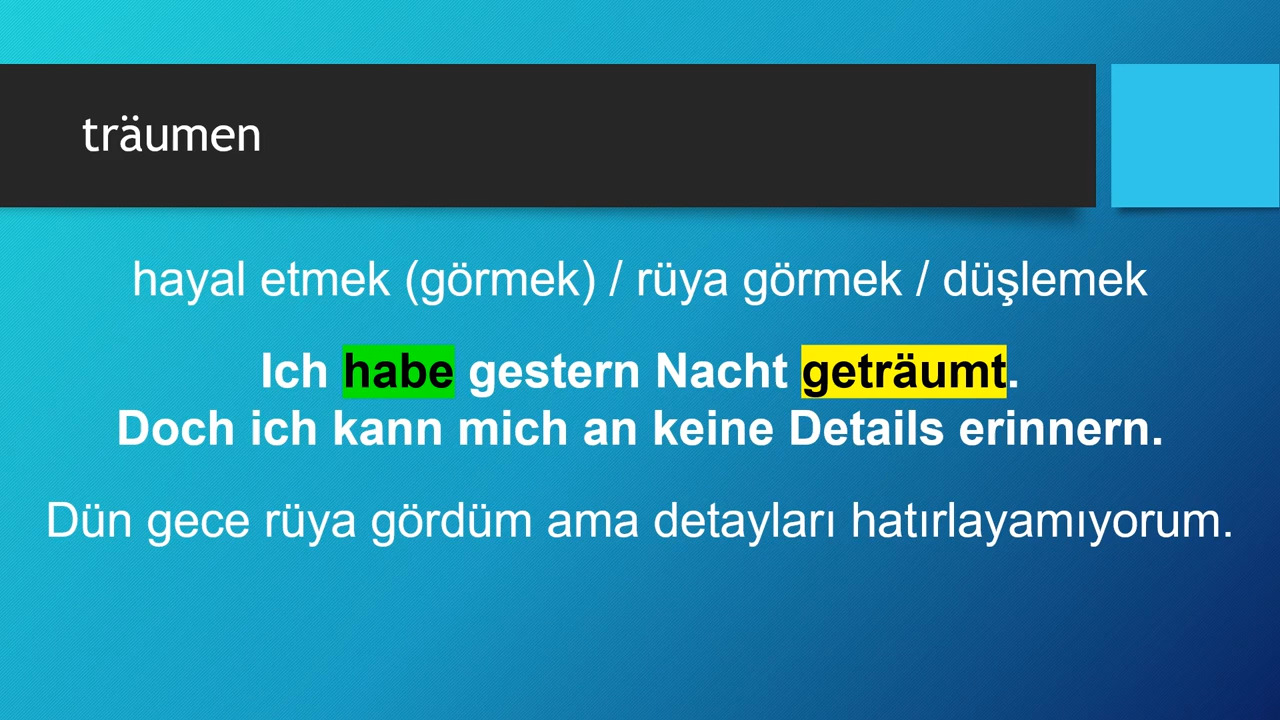 träumen
hayal etmek (görmek) / rüya görmek / düşlemek
Ich habe gestern Nacht geträumt.
Doch ich kann mich an keine Details erinnern.
Dün gece rüya gördüm ama detayları hatırlayamıyorum.